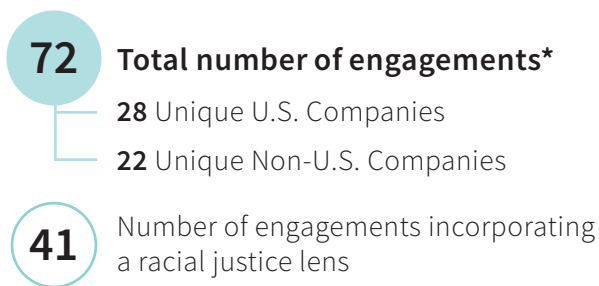 72 Total number of engagements*
28 Unique U.S. Companies
22 Unique Non-U.S. Companies
41 Number of engagements incorporating
a racial justice lens